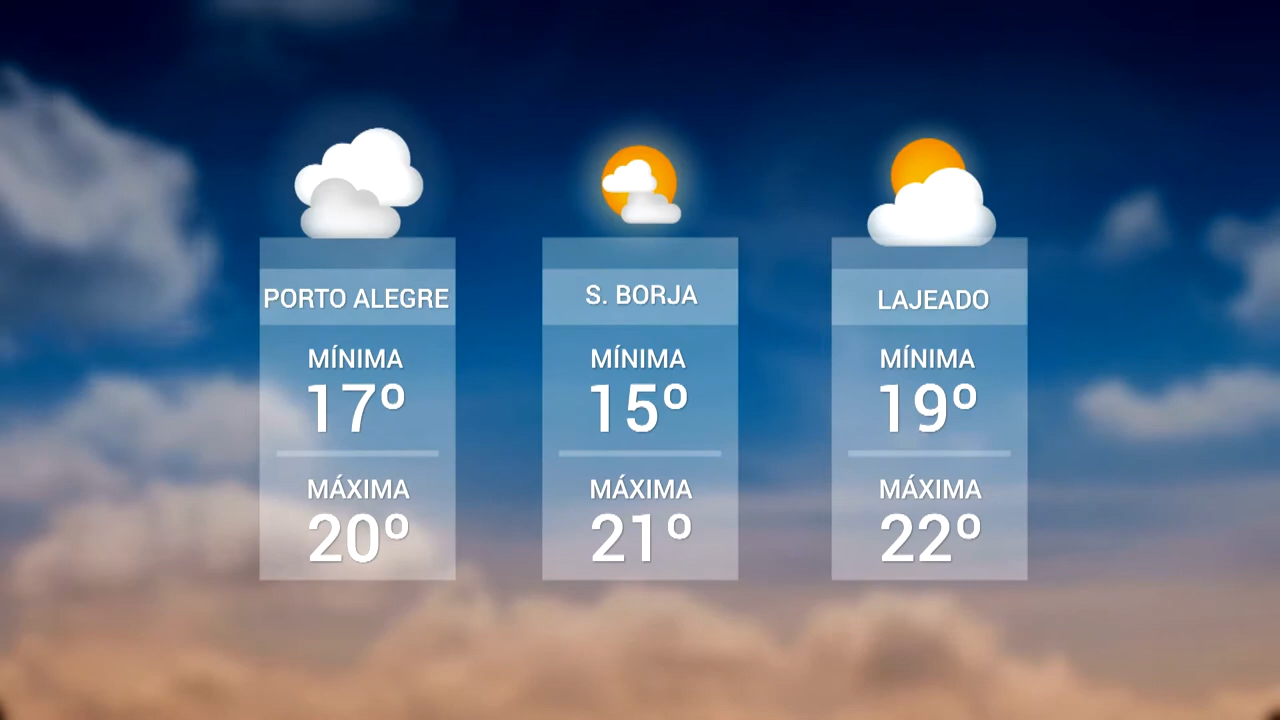 PORTO ALEGRE
MÍNIMA
17º
MÁXIMA
20º
S. BORJA
MÍNIMA
15º
MÁXIMA
21º
LAJEADO
MÍNIMA
19º
MÁXIMA
22º